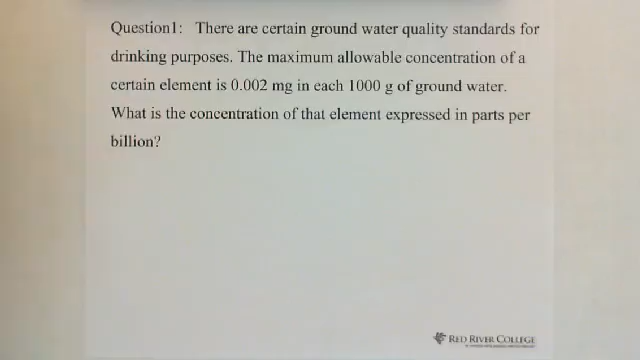 Question1: There are certain ground water quality standards for
drinking purposes. The maximum allowable concentration of a
certain element is 0.002 mg in each 1000 g of ground water.
What is the concentration of that element expressed in parts per
billion?
RED RIVER COLLEGE